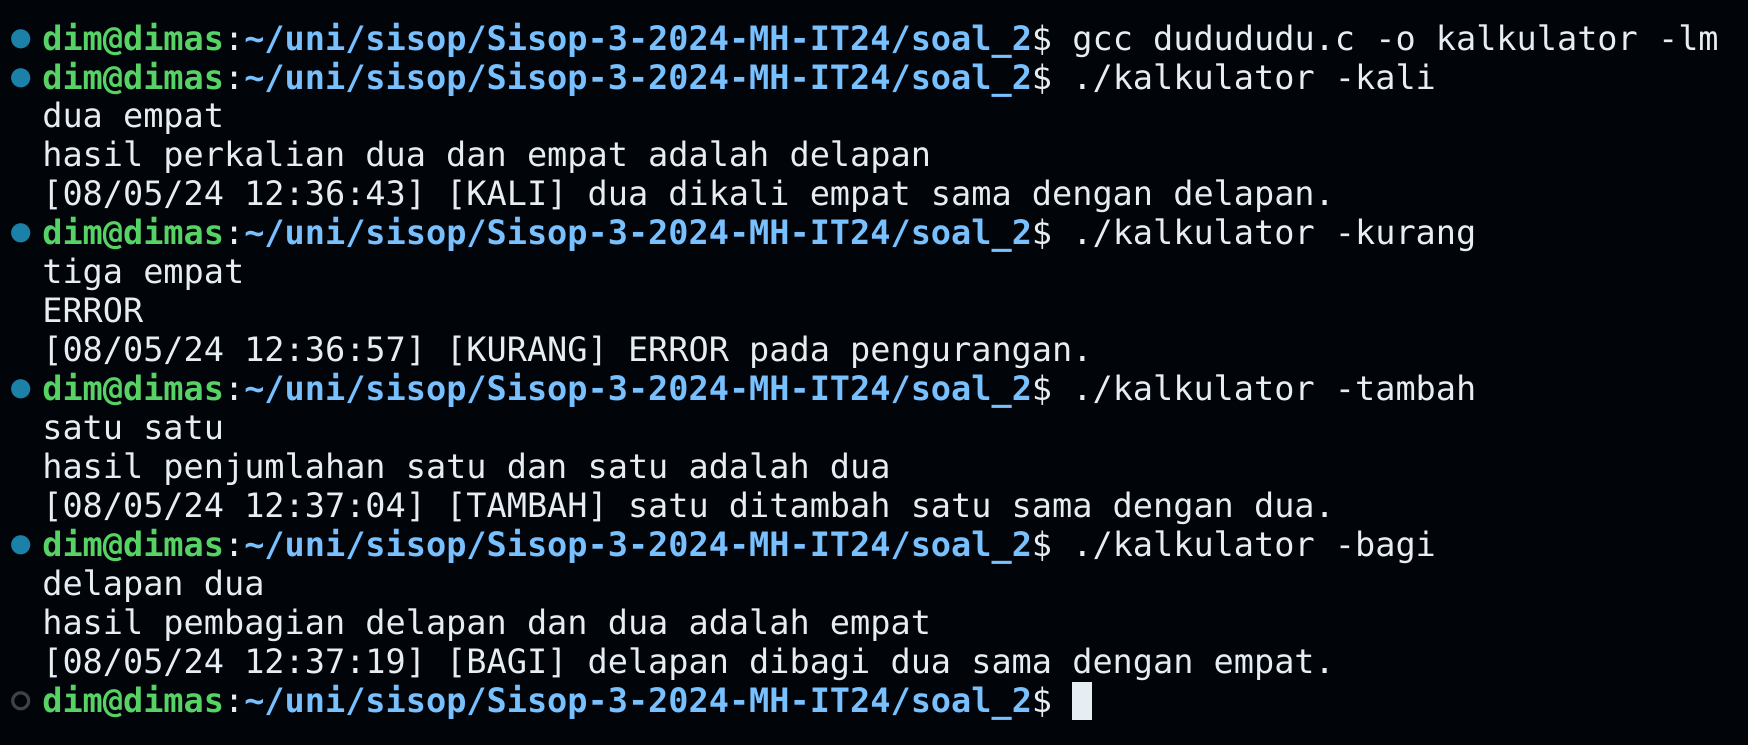 dim@dimas:~/uni/sisop/Sisop-3-2024-MH-IT24/soal_2$ gcc dudududu.c -o kalkulator -lm
dim@dimas:~/uni/sisop/Sisop-3-2024-MH-IT24/soal_2$ ./kalkulator -kali
dua empat
hasil perkalian dua dan empat adalah delapan
[08/05/24 12:36:43] [KALI] dua dikali empat sama dengan delapan.
dim@dimas:~/uni/sisop/Sisop-3-2024-MH-IT24/soal_2$ ./kalkulator -kurang
tiga empat
ERROR
[08/05/24 12:36:57] [KURANG] ERROR pada pengurangan.
dim@dimas:~/uni/sisop/Sisop-3-2024-MH-IT24/soal_2$ ./kalkulator -tambah
satu satu
hasil penjumlahan satu dan satu adalah dua
[08/05/24 12:37:04] [TAMBAH] satu ditambah satu sama dengan dua.
dim@dimas:~/uni/sisop/Sisop-3-2024-MH-IT24/soal_2$ ./kalkulator -bagi
delapan dua
hasil pembagian delapan dan dua adalah empat
[08/05/24 12:37:19] [BAGI] delapan dibagi dua sama dengan empat.
dim@dimas:~/uni/sisop/Sisop-3-2024-MH-IT24/soal_2$